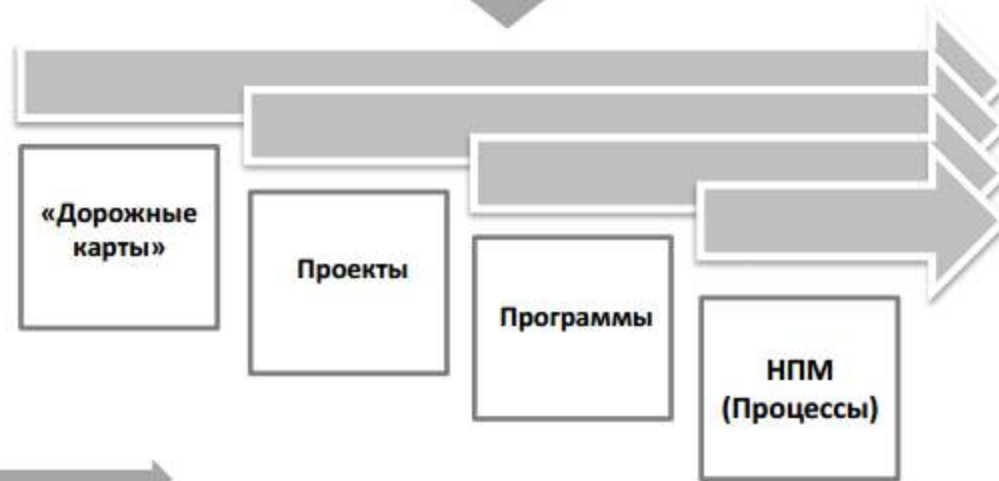 «Дорожные
карты»
Проекты
Программы
НПМ
(Процессы)